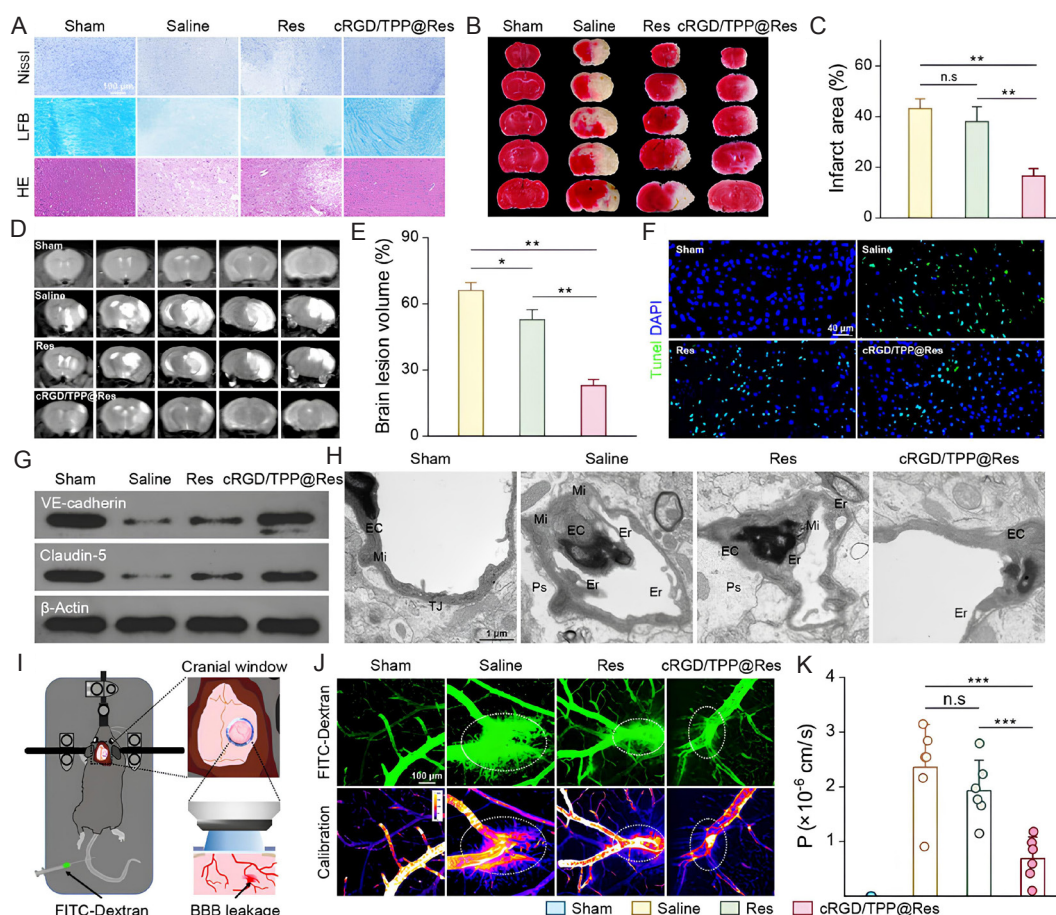 A
Sham Saline Res cRGD/TPP@Res
Nissl
100 μm
LFB
HE
B
Sham Saline Res cRGD/TPP@Res
C
Infarct area (%)
60
40
20
0
**
n.s
**
D
Sham
Saline
Res
cRGD/TPP@Res
E
Brain lesion volume (%)
90
60
30
0
**
*
**
F
Tunel DAPI
Sham
Saline
40 μm
Res
cRGD/TPP@Res
G
Sham Saline Res cRGD/TPP@Res
VE-cadherin
Claudin-5
β-Actin
H
Sham Saline Res cRGD/TPP@Res
EC
Mi
TJ
1 μm
Mi
Mi
EC
Er
Er
Ps
Er
Mi
EC
Er
Ps
EC
Er
I
Cranial window
FITC-Dextran
BBB leakage
J
Sham Saline Res cRGD/TPP@Res
FITC-Dextran
100 μm
Calibration
K
P (×10⁻⁶ cm/s)
4
3
2
1
0
***
n.s
***
Sham Saline Res cRGD/TPP@Res